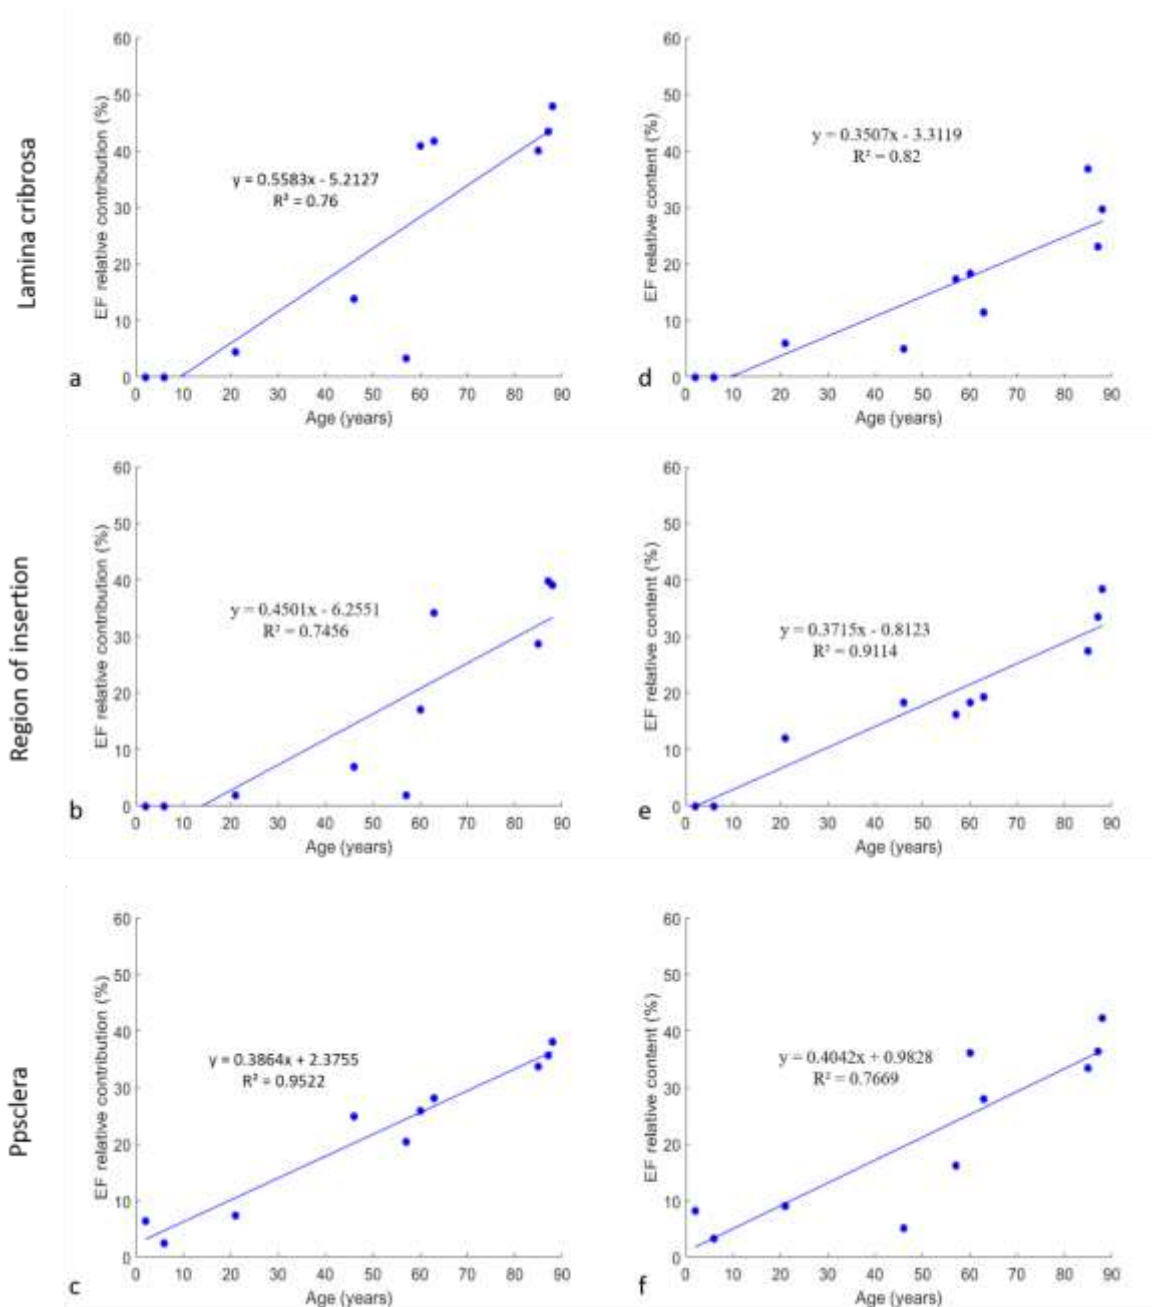 Lamina cribrosa
EF relative contribution (%)
60
50
40
30
20
10
0
y = 0.5583x - 5.2127
R² = 0.76
0 10 20 30 40 50 60 70 80 90
Age (years)
a
EF relative content (%)
60
50
40
30
20
10
0
y = 0.3507x - 3.3119
R² = 0.82
0 10 20 30 40 50 60 70 80 90
Age (years)
d
Region of insertion
EF relative contribution (%)
60
50
40
30
20
10
0
y = 0.4501x - 6.2551
R² = 0.7456
0 10 20 30 40 50 60 70 80 90
Age (years)
b
EF relative content (%)
60
50
40
30
20
10
0
y = 0.3715x - 0.8123
R² = 0.9114
0 10 20 30 40 50 60 70 80 90
Age (years)
e
Ppsclera
EF relative contribution (%)
60
50
40
30
20
10
0
y = 0.3864x + 2.3755
R² = 0.9522
0 10 20 30 40 50 60 70 80 90
Age (years)
c
EF relative content (%)
60
50
40
30
20
10
0
y = 0.4042x + 0.9828
R² = 0.7669
0 10 20 30 40 50 60 70 80 90
Age (years)
f